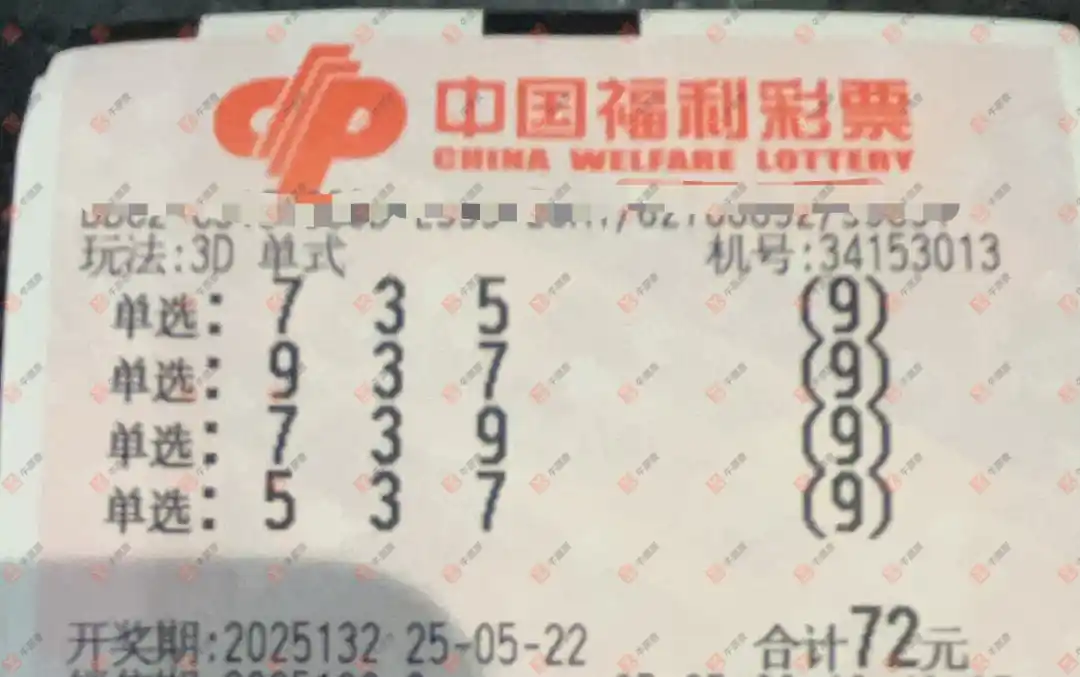 中国福利彩票
CHINA WELFARE LOTTERY
玩法:3D 单式 机号:34153013
单选: 7 3 5 (9)
单选: 9 3 7 (9)
单选: 7 3 9 (9)
单选: 5 3 7 (9)
开奖期:2025132 25-05-22 合计72元